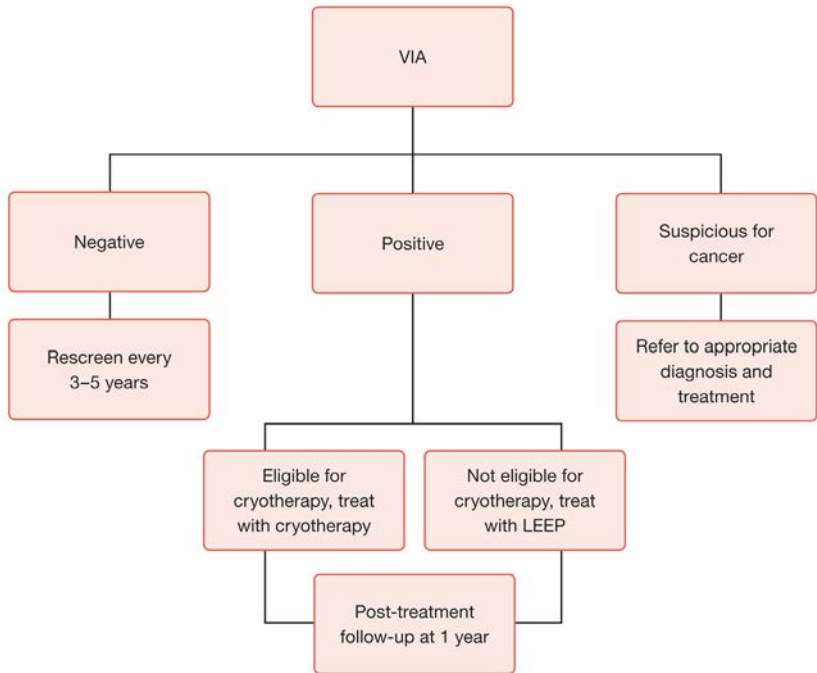 VIA
Negative
Positive
Suspicious for
cancer
Rescreen every
3–5 years
Refer to appropriate
diagnosis and
treatment
Eligible for
cryotherapy, treat
with cryotherapy
Not eligible for
cryotherapy, treat
with LEEP
Post-treatment
follow-up at 1 year